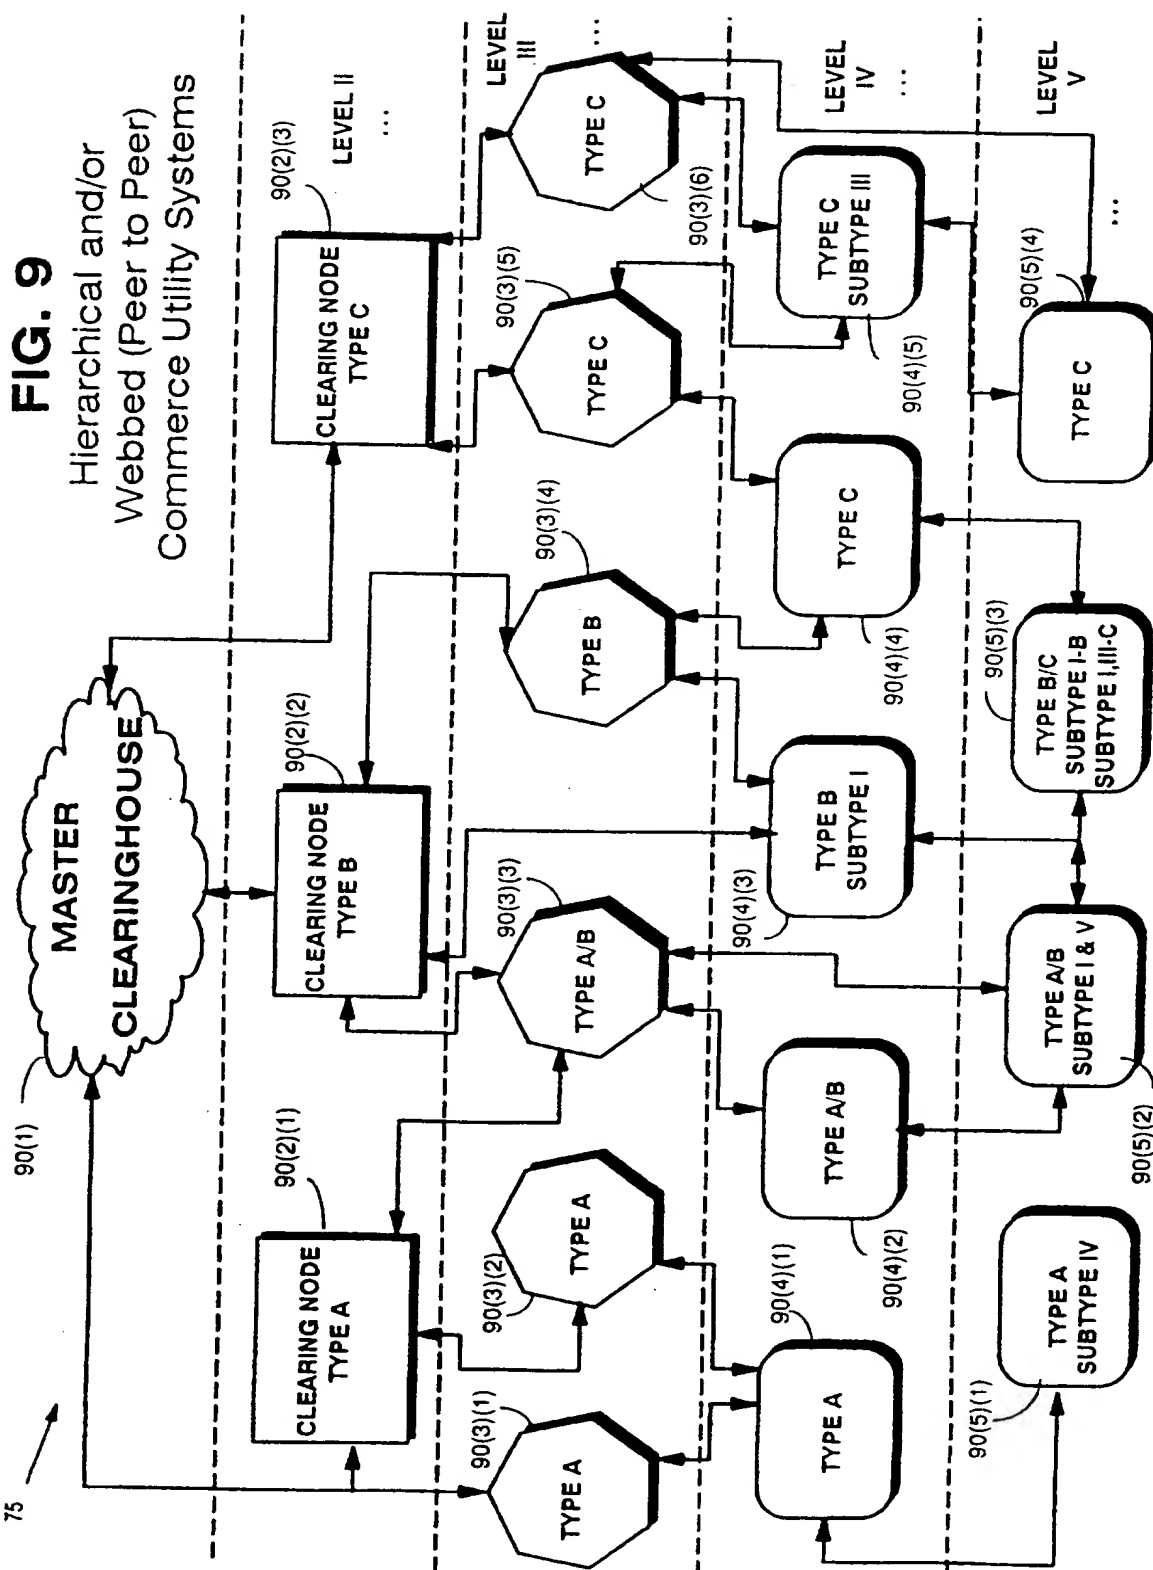 FIG. 9
Hierarchical and/or
Webbed (Peer to Peer)
Commerce Utility Systems
75
90(1)
MASTER
CLEARINGHOUSE
LEVEL II
...
90(2)(1)
CLEARING NODE
TYPE A
90(2)(2)
CLEARING NODE
TYPE B
90(2)(3)
CLEARING NODE
TYPE C
LEVEL
III
...
90(3)(1)
TYPE A
90(3)(2)
TYPE A
90(3)(3)
TYPE A/B
90(3)(4)
TYPE B
90(3)(5)
TYPE C
90(3)(6)
TYPE C
LEVEL
IV
...
90(4)(1)
TYPE A
90(4)(2)
TYPE A/B
90(4)(3)
TYPE B
SUBTYPE I
90(4)(4)
TYPE C
90(4)(5)
TYPE C
SUBTYPE III
LEVEL
V
...
90(5)(1)
TYPE A
SUBTYPE IV
90(5)(2)
TYPE A/B
SUBTYPE I & V
90(5)(3)
TYPE B/C
SUBTYPE I-B
SUBTYPE I,III-C
90(5)(4)
TYPE C